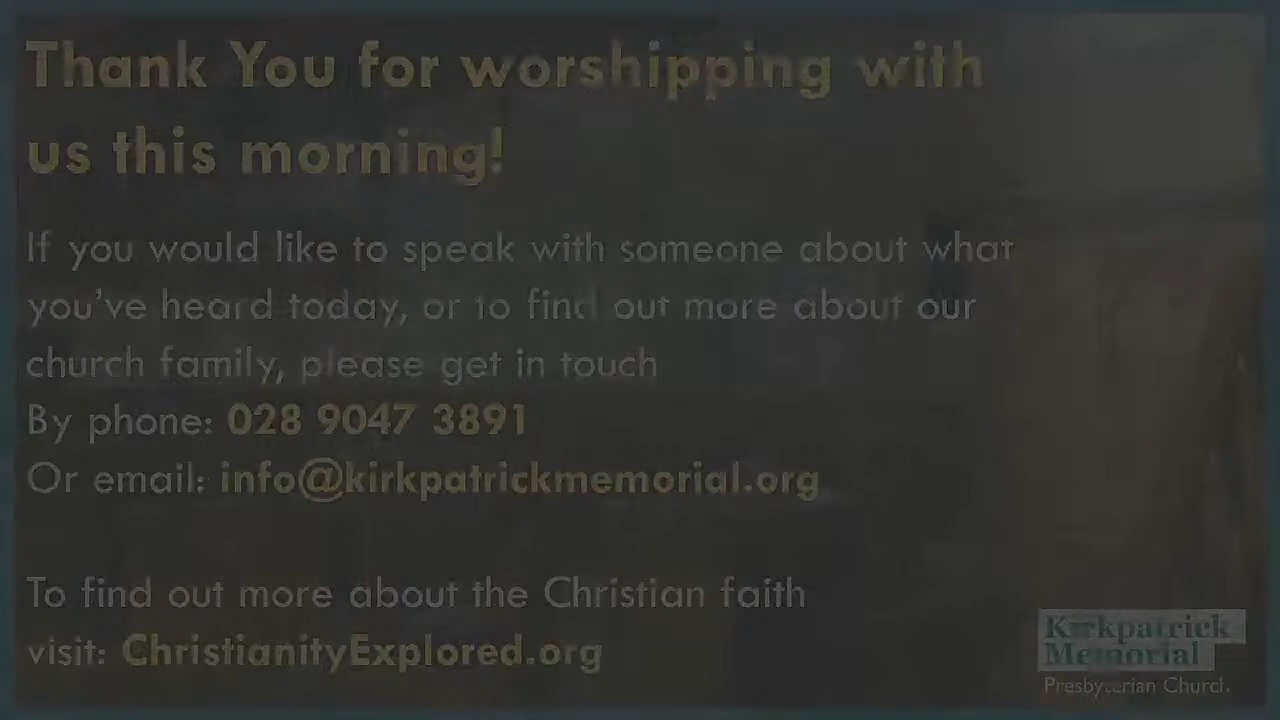 Thank You for worshipping with
us this morning!
If you would like to speak with someone about what
you've heard today, or to find out more about our
church family, please get in touch
By phone: 028 9047 3891
Or email: info@kirkpatrickmemorial.org
To find out more about the Christian faith
visit: ChristianityExplored.org
Kirkpatrick
Memorial
Presbyterian Church.